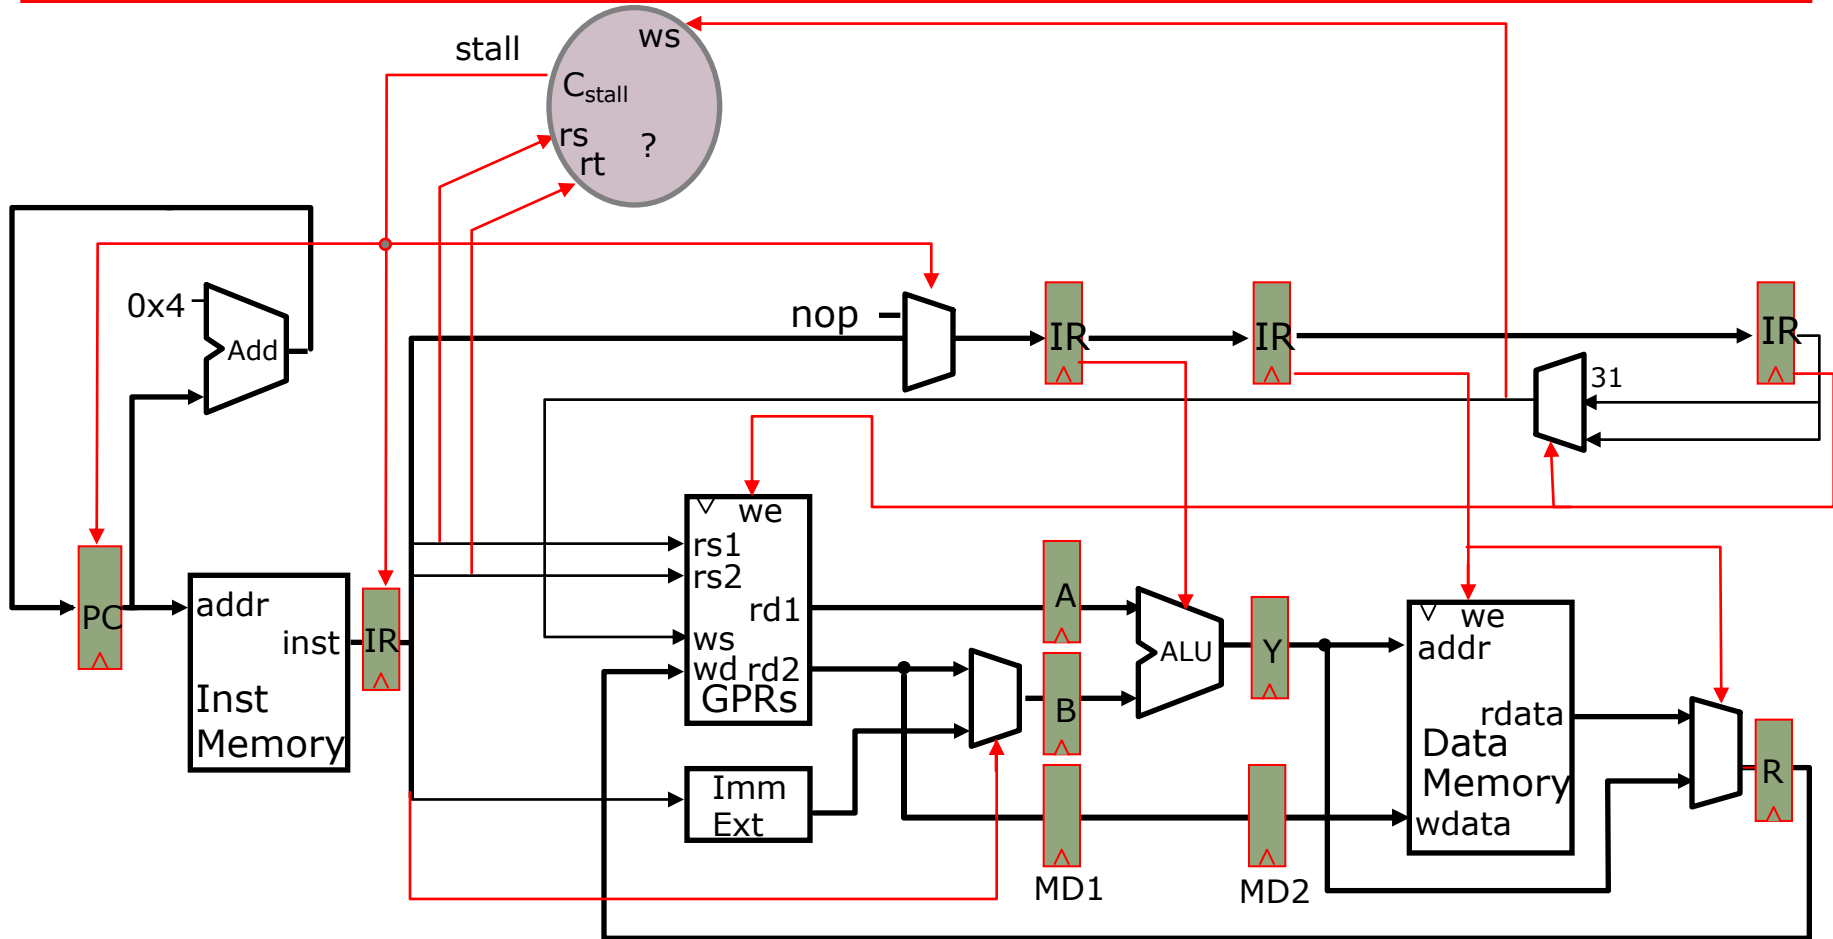 ws
stall
C stall
rs
?
rt
0x4
Add
nop
IR
IR
IR
31
we
rs1
rs2
rd1
ws
wd rd2
GPRs
PC
addr
inst
Inst
Memory
IR
A
B
ALU
Y
we
addr
rdata
Data
Memory
wdata
R
Imm
Ext
MD1
MD2